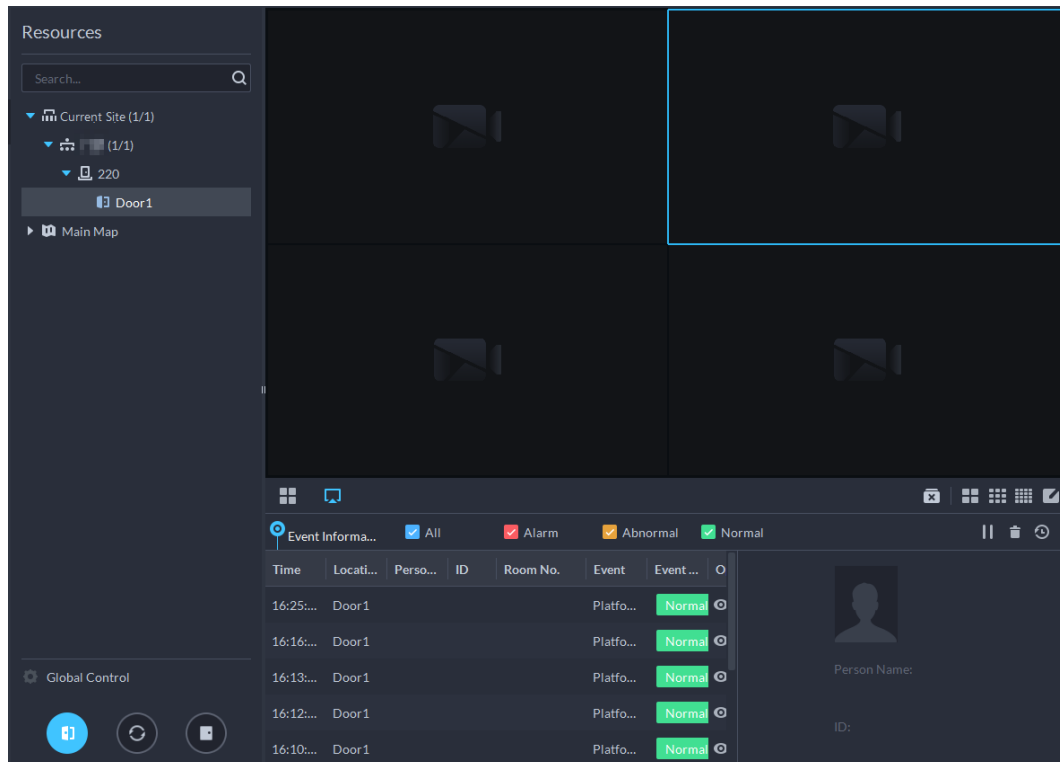 Resources
Search...
Current Site (1/1)
(1/1)
220
Door1
Main Map
Global Control
Event Informa... All Alarm Abnormal Normal
Time Locati... Perso... ID Room No. Event Event ... O
16:25:... Door1 Platfo... Normal
16:16:... Door1 Platfo... Normal
16:13:... Door1 Platfo... Normal
16:12:... Door1 Platfo... Normal
16:10:... Door1 Platfo... Normal
Person Name:
ID: